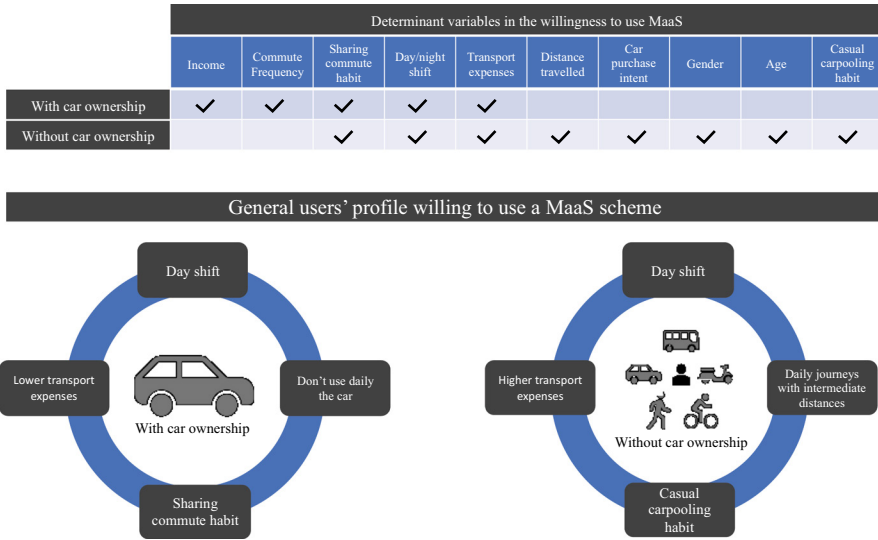 Determinant variables in the willingness to use MaaS
Income
Commute
Frequency
Sharing
commute
habit
Day/night
shift
Transport
expenses
Distance
travelled
Car
purchase
intent
Gender
Age
Casual
carpooling
habit
With car ownership
Without car ownership
General users' profile willing to use a MaaS scheme
Day shift
Lower transport
expenses
Don't use daily
the car
With car ownership
Sharing
commute habit
Day shift
Higher transport
expenses
Daily journeys
with intermediate
distances
Without car ownership
Casual
carpooling
habit